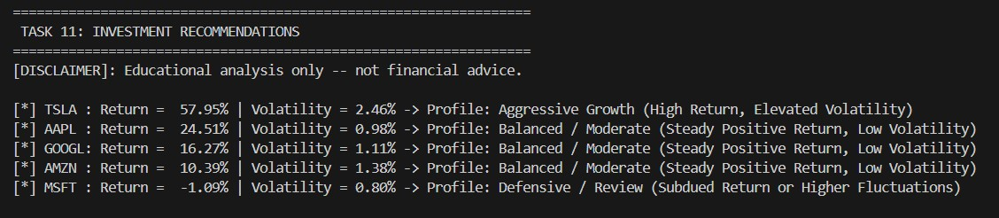 =================================================================
TASK 11: INVESTMENT RECOMMENDATIONS
=================================================================
[DISCLAIMER]: Educational analysis only -- not financial advice.
[*] TSLA : Return =  57.95% | Volatility = 2.46% -> Profile: Aggressive Growth (High Return, Elevated Volatility)
[*] AAPL : Return =  24.51% | Volatility = 0.98% -> Profile: Balanced / Moderate (Steady Positive Return, Low Volatility)
[*] GOOGL: Return =  16.27% | Volatility = 1.11% -> Profile: Balanced / Moderate (Steady Positive Return, Low Volatility)
[*] AMZN : Return =  10.39% | Volatility = 1.38% -> Profile: Balanced / Moderate (Steady Positive Return, Low Volatility)
[*] MSFT : Return =  -1.09% | Volatility = 0.80% -> Profile: Defensive / Review (Subdued Return or Higher Fluctuations)